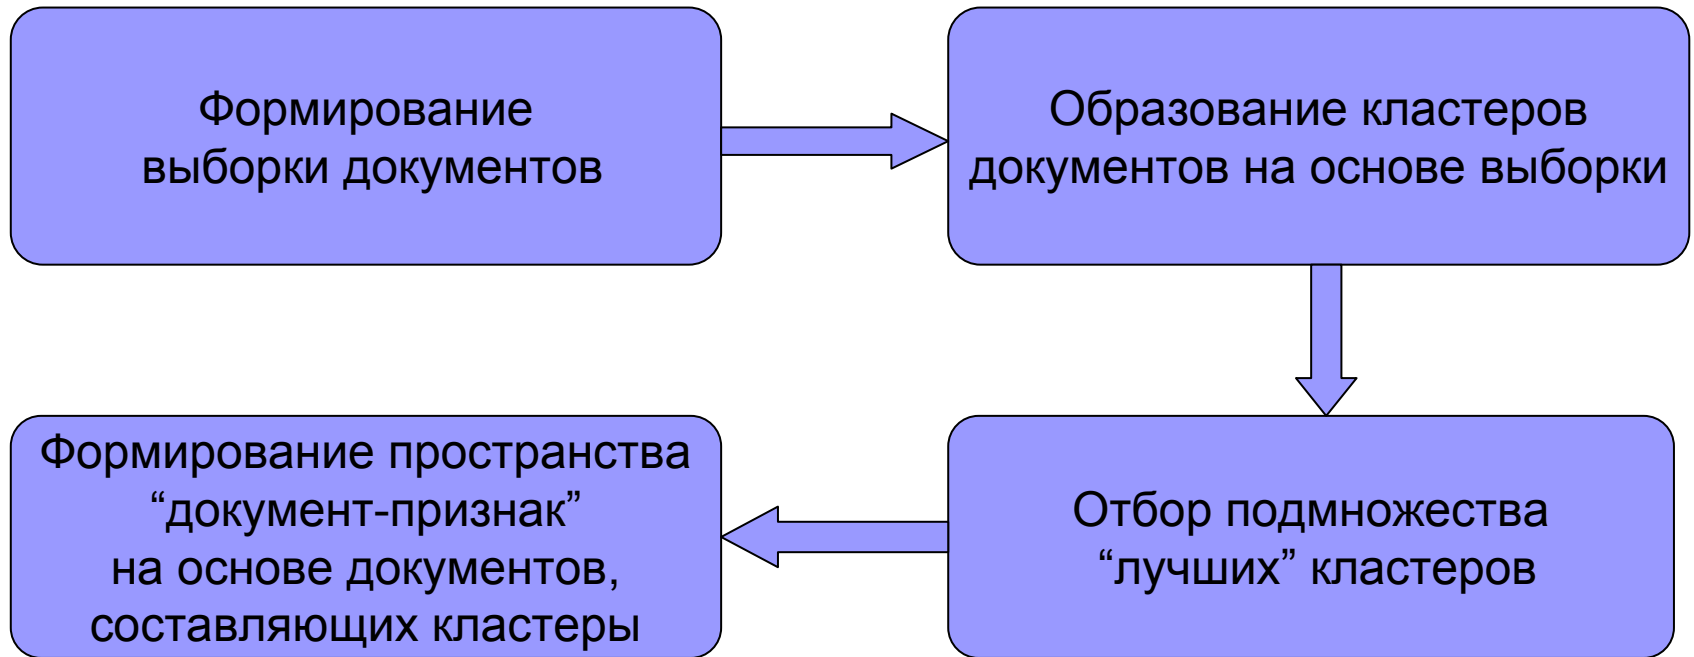 Формирование
выборки документов
Образование кластеров
документов на основе выборки
Отбор подмножества
“лучших” кластеров
Формирование пространства
“документ-признак”
на основе документов,
составляющих кластеры